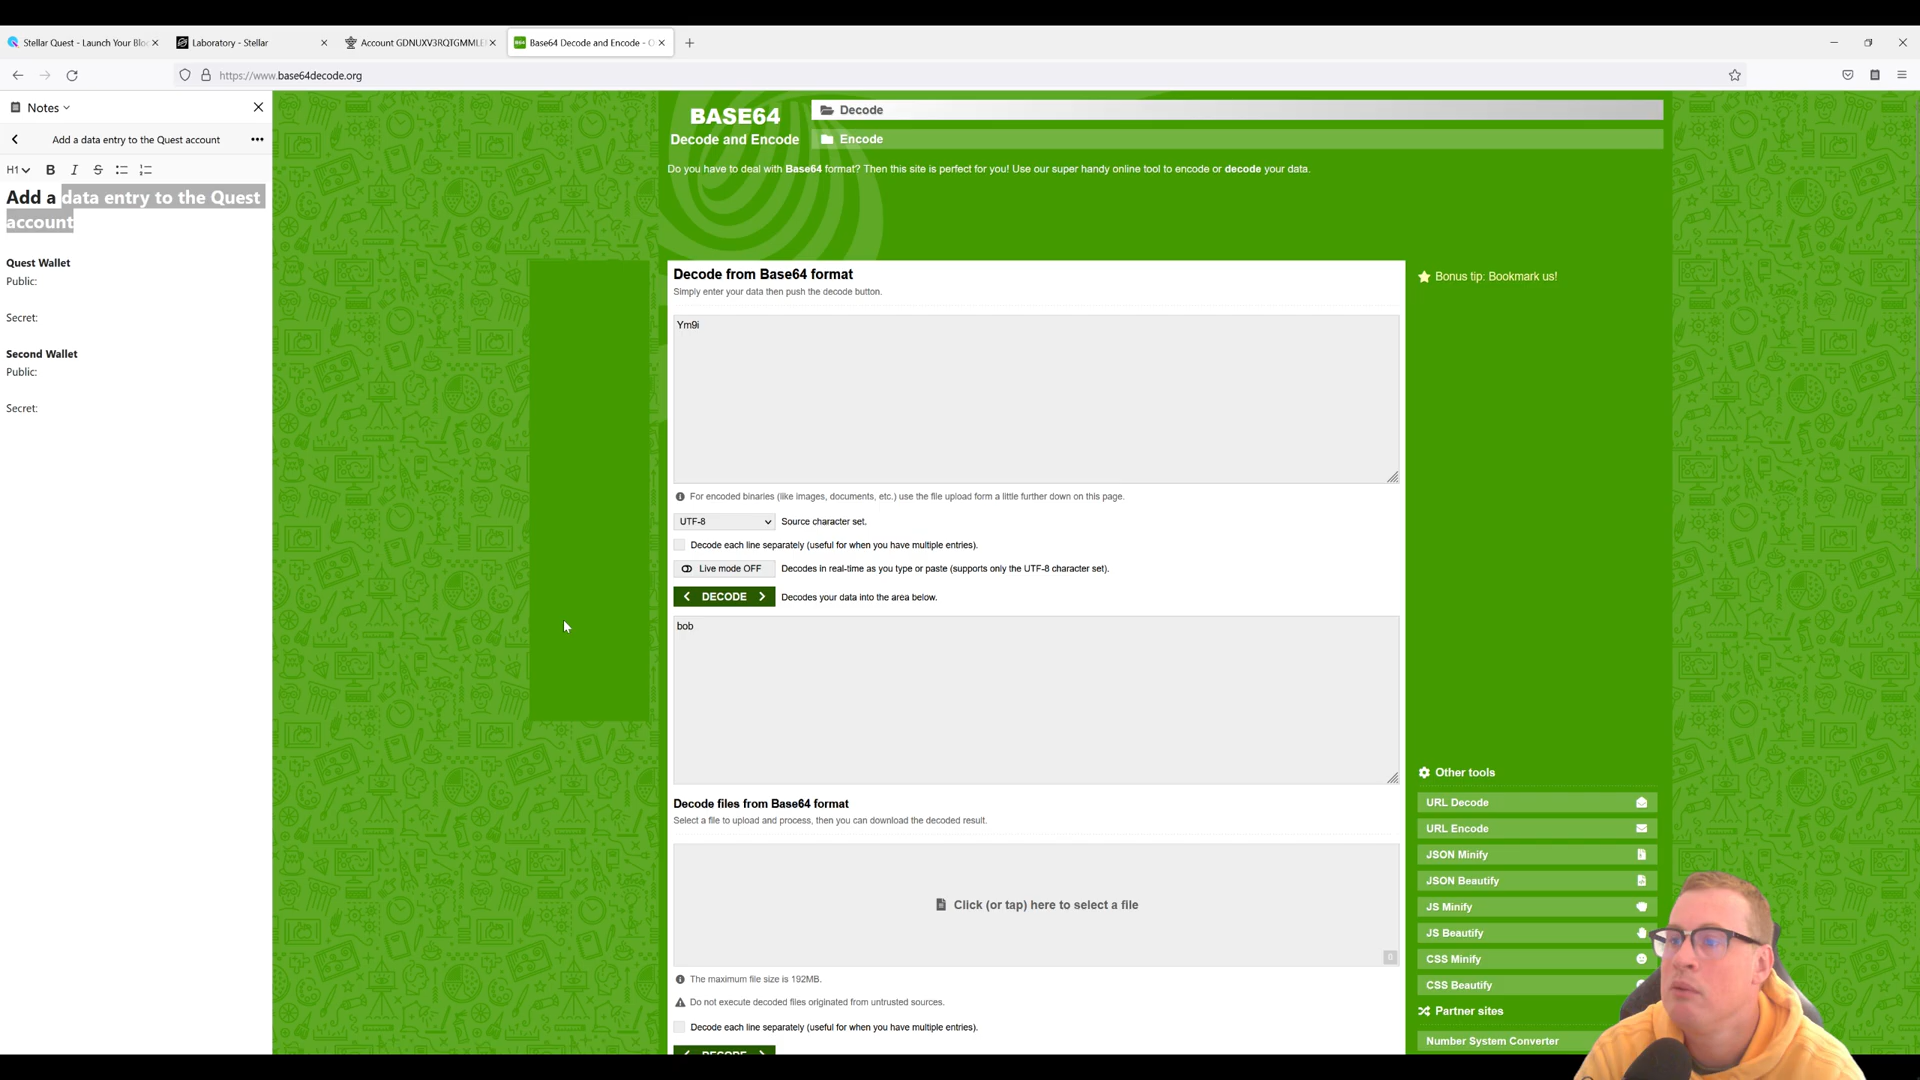 Stellar Quest - Launch Your Bloc
Laboratory - Stellar
Account GDNUXV3RQTGMMLE
Base64 Decode and Encode - O
https://www.base64decode.org
Notes
Add a data entry to the Quest account
H1
B
I
S
Add a data entry to the Quest
account
Quest Wallet
Public:
Secret:
Second Wallet
Public:
Secret:
BASE64
Decode and Encode
Decode
Encode
Do you have to deal with Base64 format? Then this site is perfect for you! Use our super handy online tool to encode or decode your data.
Decode from Base64 format
Simply enter your data then push the decode button.
Ym9i
For encoded binaries (like images, documents, etc.) use the file upload form a little further down on this page.
UTF-8
Source character set.
Decode each line separately (useful for when you have multiple entries).
Live mode OFF
Decodes in real-time as you type or paste (supports only the UTF-8 character set).
DECODE
Decodes your data into the area below.
bob
Decode files from Base64 format
Select a file to upload and process, then you can download the decoded result.
Click (or tap) here to select a file
0
The maximum file size is 192MB.
Do not execute decoded files originated from untrusted sources.
Decode each line separately (useful for when you have multiple entries).
DECODE
Bonus tip: Bookmark us!
Other tools
URL Decode
URL Encode
JSON Minify
JSON Beautify
JS Minify
JS Beautify
CSS Minify
CSS Beautify
Partner sites
Number System Converter